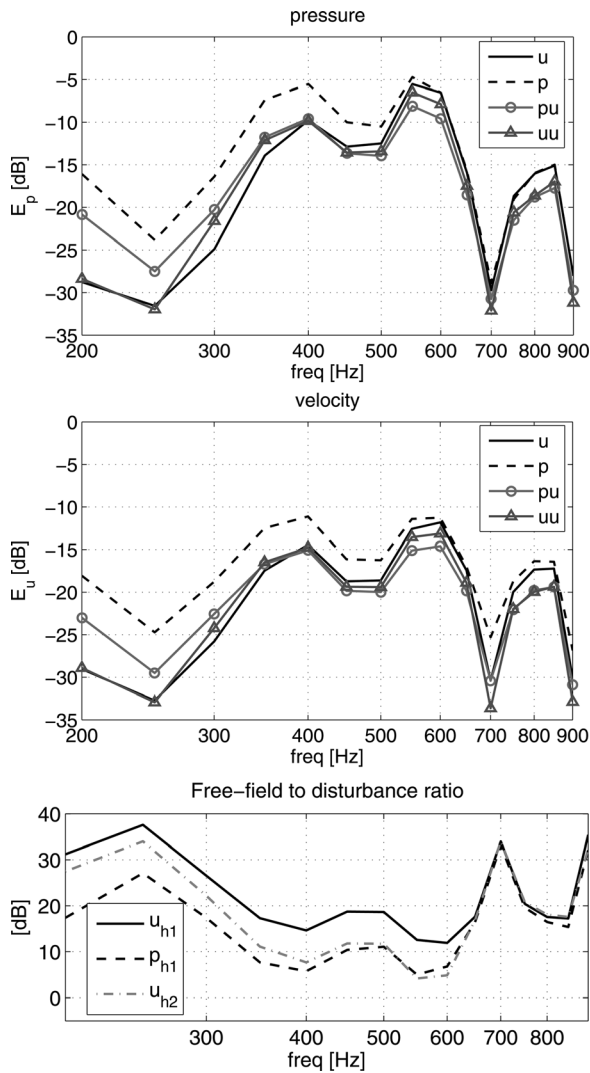 pressure
E_p [dB]
0
−5
−10
−15
−20
−25
−30
−35
u
p
pu
uu
200 300 400 500 600 700 800 900
freq [Hz]
velocity
E_u [dB]
0
−5
−10
−15
−20
−25
−30
−35
u
p
pu
uu
200 300 400 500 600 700 800 900
freq [Hz]
Free−field to disturbance ratio
[dB]
40
30
20
10
0
u_h1
p_h1
u_h2
300 400 500 600 700 800
freq [Hz]